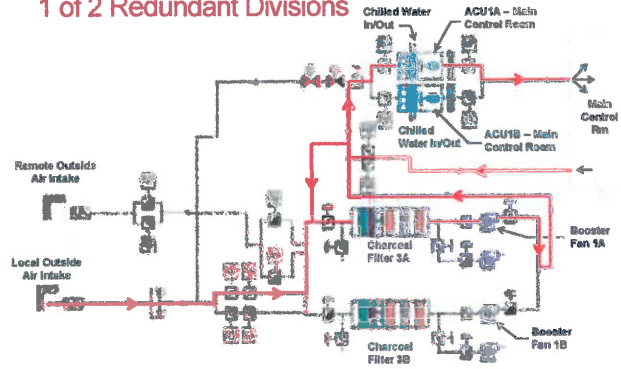 1 of 2 Redundant Divisions
Chilled Water
In/Out
ACU1A – Main
Control Room
Main
Control
Rm
Chilled
Water In/Out
ACU1B – Main
Control Room
Remote Outside
Air Intake
Local Outside
Air Intake
Charcoal
Filter 3A
Booster
Fan 1A
Charcoal
Filter 3B
Booster
Fan 1B